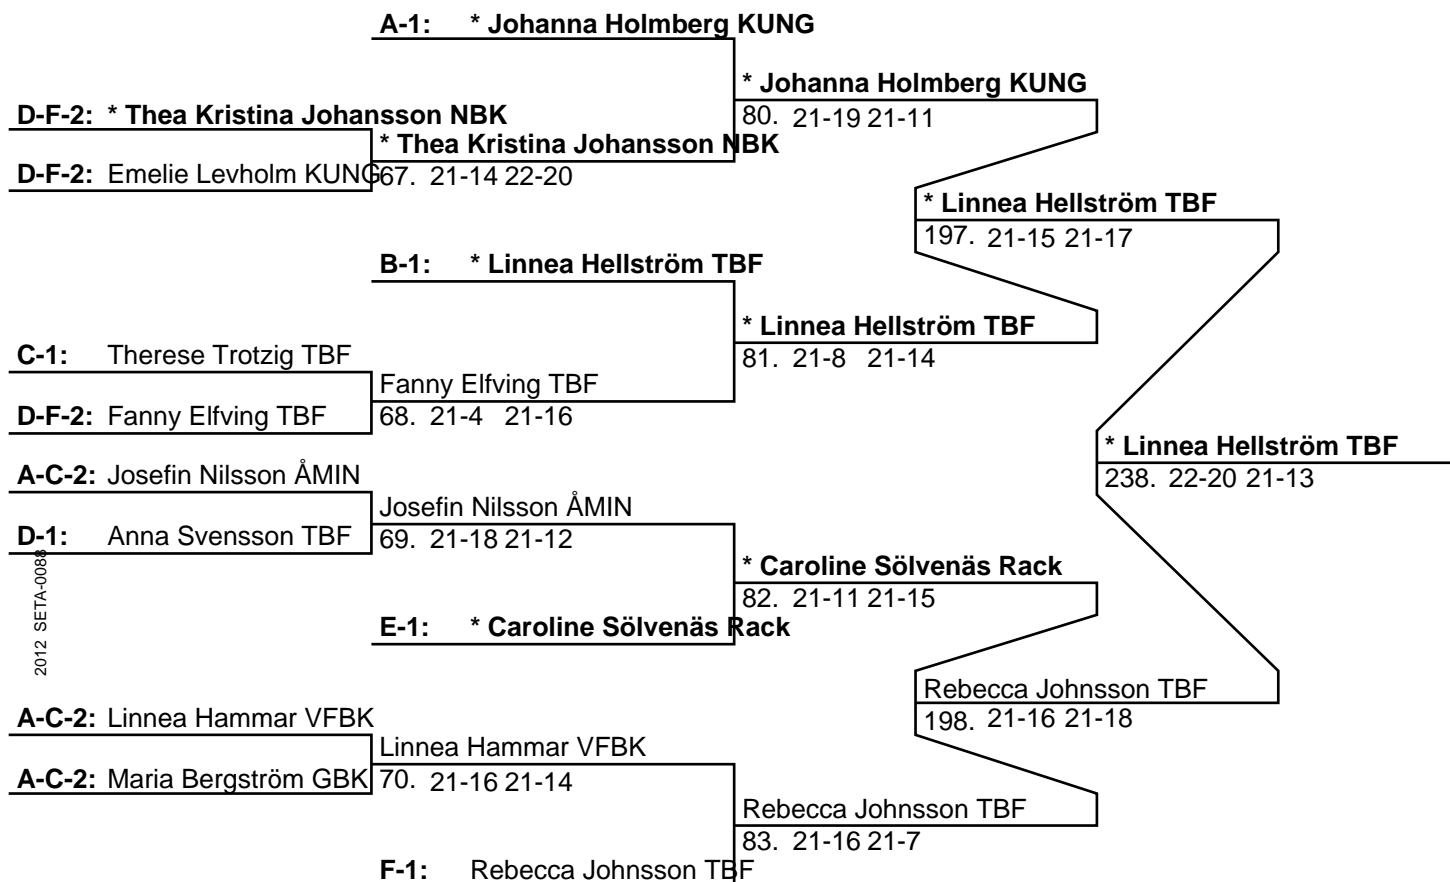 A-1: * Johanna Holmberg KUNG
* Johanna Holmberg KUNG
80. 21-19 21-11
D-F-2: * Thea Kristina Johansson NBK
* Thea Kristina Johansson NBK
67. 21-14 22-20
D-F-2: Emelie Levholm KUNG
* Linnea Hellström TBF
197. 21-15 21-17
B-1: * Linnea Hellström TBF
* Linnea Hellström TBF
81. 21-8 21-14
C-1: Therese Trotzig TBF
Fanny Elfving TBF
68. 21-4 21-16
D-F-2: Fanny Elfving TBF
* Linnea Hellström TBF
238. 22-20 21-13
A-C-2: Josefin Nilsson ÅMIN
Josefin Nilsson ÅMIN
69. 21-18 21-12
D-1: Anna Svensson TBF
* Caroline Sölvenäs Rack
82. 21-11 21-15
E-1: * Caroline Sölvenäs Rack
2012 SETA-0088
Rebecca Johnsson TBF
198. 21-16 21-18
A-C-2: Linnea Hammar VFBK
Linnea Hammar VFBK
70. 21-16 21-14
A-C-2: Maria Bergström GBK
Rebecca Johnsson TBF
83. 21-16 21-7
F-1: Rebecca Johnsson TBF